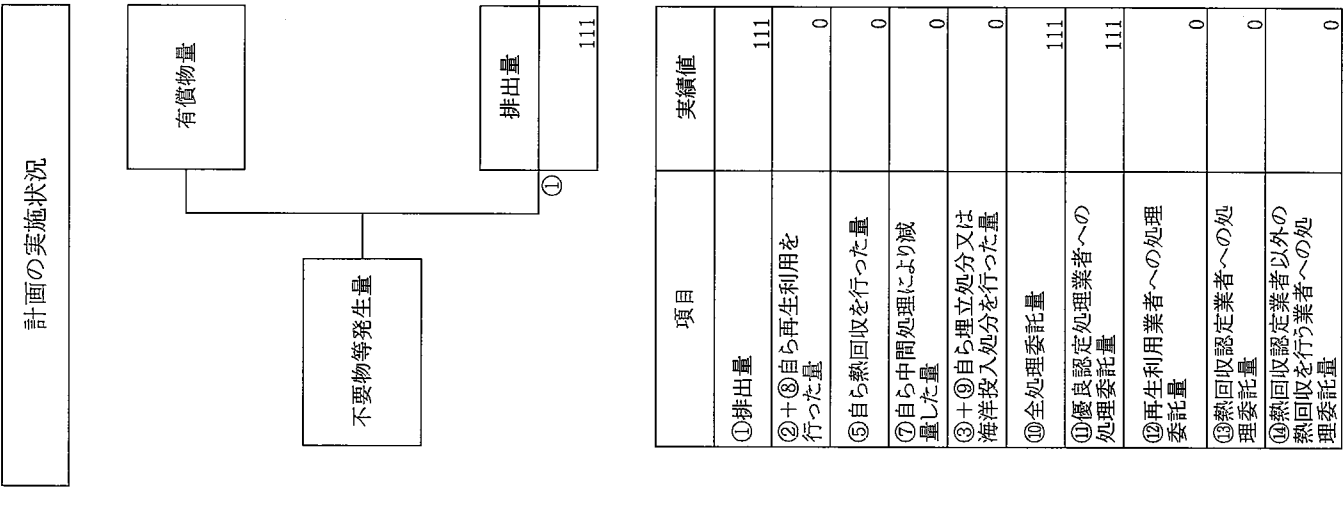 計画の実施状況
有償物量
不要物等発生量
①
排出量
111
項目
実績値
①排出量
111
②+⑧自ら再生利用を
行った量
0
⑤自ら熱回収を行った量
0
⑦自ら中間処理により減
量した量
0
③+⑨自ら埋立処分又は
海洋投入処分を行った量
0
⑩全処理委託量
111
⑪優良認定処理業者への
処理委託量
111
⑫再生利用業者への処理
委託量
0
⑬熱回収認定業者への処
理委託量
0
⑭熱回収認定業者以外の
熱回収を行う業者への処
理委託量
0